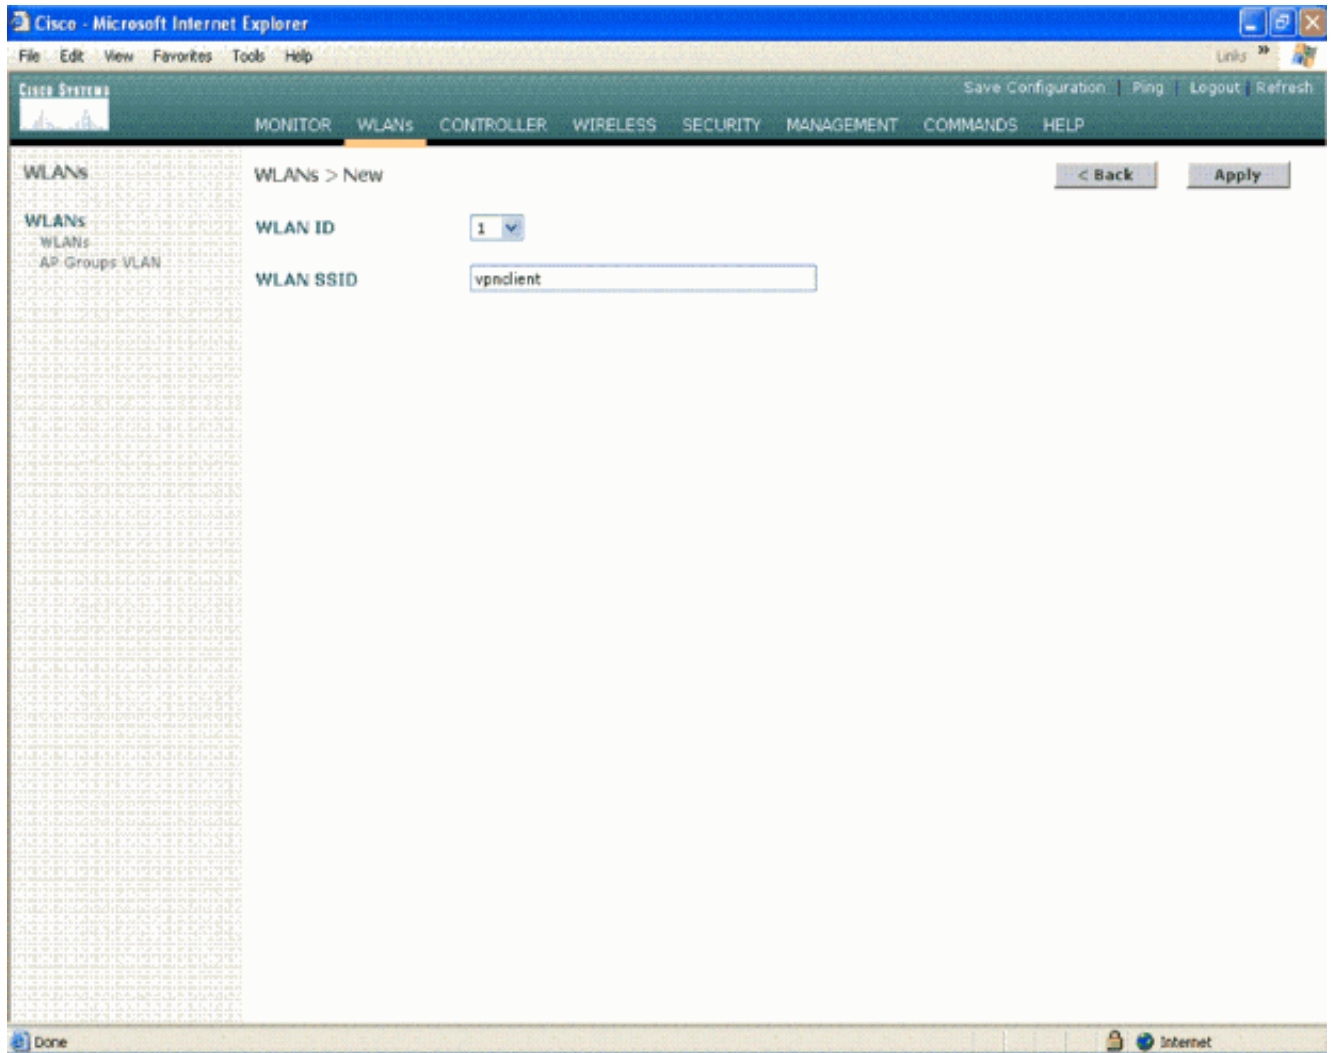 Cisco - Microsoft Internet Explorer
File Edit View Favorites Tools Help Links »
CISCO SYSTEMS
Save Configuration | Ping | Logout | Refresh
MONITOR WLANs CONTROLLER WIRELESS SECURITY MANAGEMENT COMMANDS HELP
WLANs
WLANs
WLANs
AP Groups VLAN
WLANs > New
< Back Apply
WLAN ID 1
WLAN SSID vpnclient
Done Internet